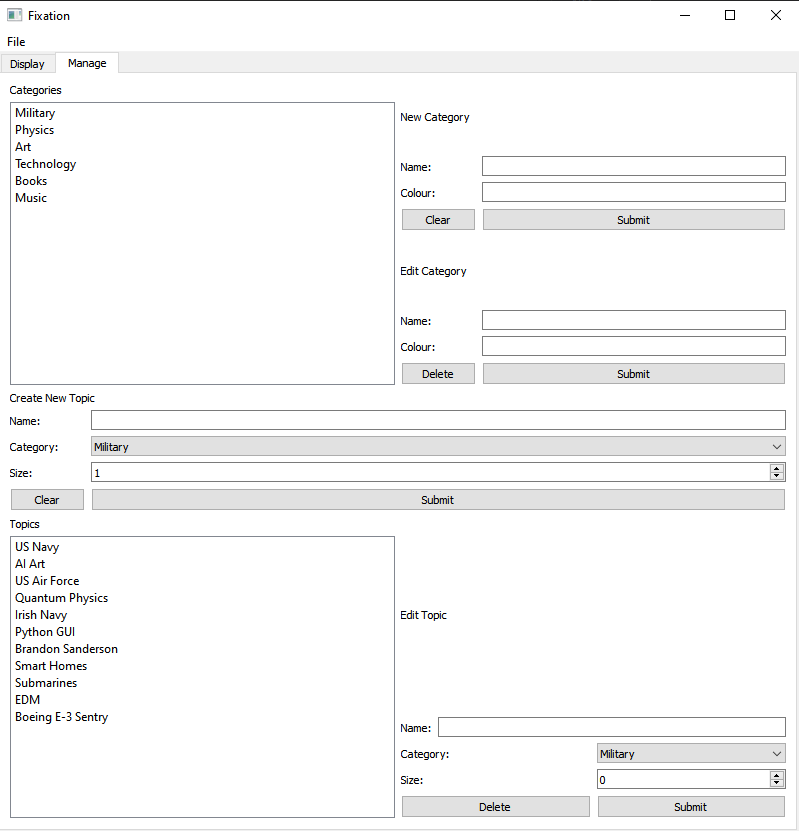 Fixation
File
Display Manage
Categories
Military
Physics
Art
Technology
Books
Music
New Category
Name:
Colour:
Clear Submit
Edit Category
Name:
Colour:
Delete Submit
Create New Topic
Name:
Category: Military
Size: 1
Clear Submit
Topics
US Navy
AI Art
US Air Force
Quantum Physics
Irish Navy
Python GUI
Brandon Sanderson
Smart Homes
Submarines
EDM
Boeing E-3 Sentry
Edit Topic
Name:
Category: Military
Size: 0
Delete Submit